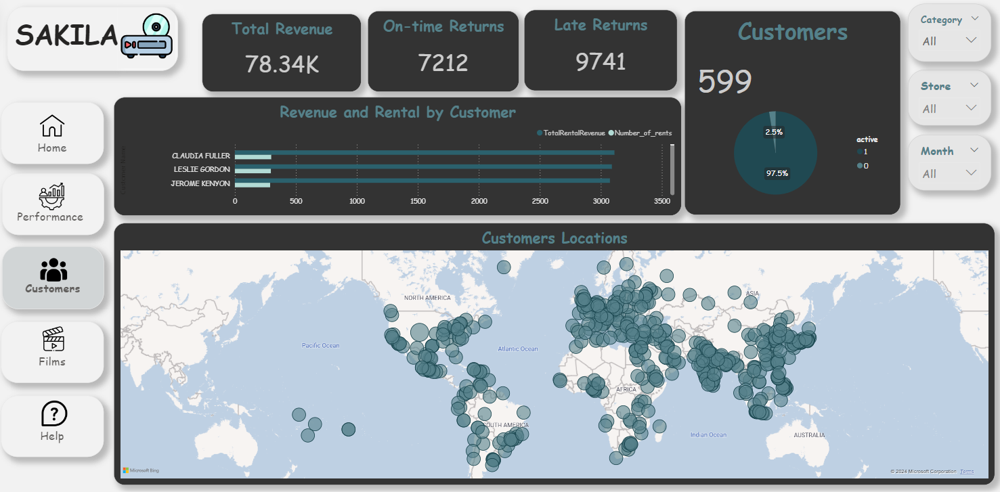 SAKILA
Total Revenue
78.34K
On-time Returns
7212
Late Returns
9741
Customers
599
2.5%
97.5%
active
1
0
Category
All
Store
All
Month
All
Home
Performance
Customers
Films
Help
Revenue and Rental by Customer
TotalRentalRevenue Number_of_rents
Customer Name
CLAUDIA FULLER
LESLIE GORDON
JEROME KENYON
0 500 1000 1500 2000 2500 3000 3500
Customers Locations
NORTH AMERICA
ASIA
Pacific Ocean
Atlantic Ocean
AFRICA
SOUTH AMERICA
Indian Ocean
AUSTRALIA
Microsoft Bing
© 2024 Microsoft Corporation Terms